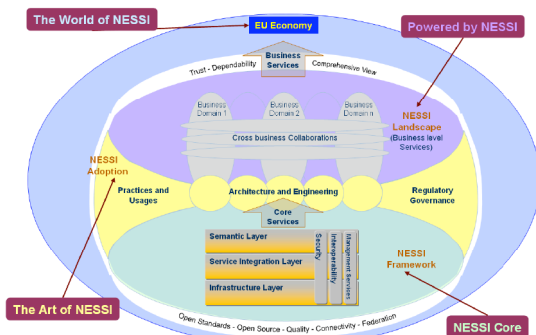 The World of NESSI
EU Economy
Powered by NESSI
Business
Services
Trust - Dependability
Comprehensive View
Business
Domain 1
Business
Domain 2
Business
Domain n
NESSI
Landscape
(Business level
Services)
Cross business Collaborations
NESSI
Adoption
Practices and
Usages
Architecture and Engineering
Regulatory
Governance
Core
Services
Semantic Layer
Service Integration Layer
Infrastructure Layer
Security
Interoperability
Management Services
NESSI
Framework
The Art of NESSI
Open Standards - Open Source - Quality - Connectivity - Federation
NESSI Core